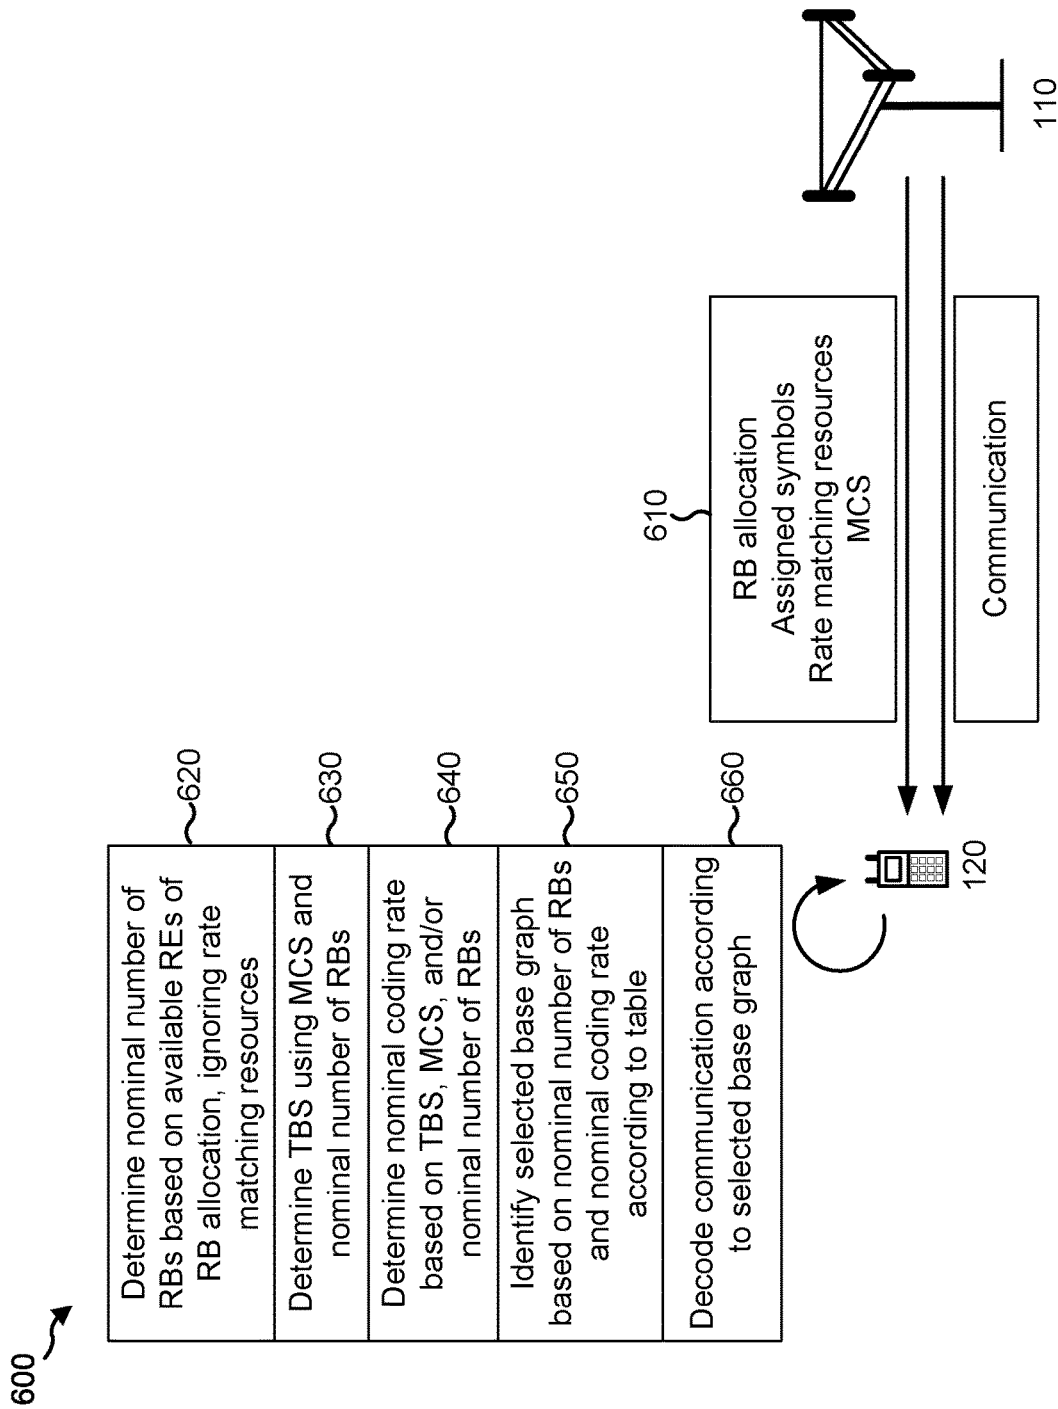 600
Determine nominal number of
RBs based on available REs of
RB allocation, ignoring rate
matching resources
620
Determine TBS using MCS and
nominal number of RBs
630
Determine nominal coding rate
based on TBS, MCS, and/or
nominal number of RBs
640
Identify selected base graph
based on nominal number of RBs
and nominal coding rate
according to table
650
Decode communication according
to selected base graph
660
610
RB allocation
Assigned symbols
Rate matching resources
MCS
Communication
120
110